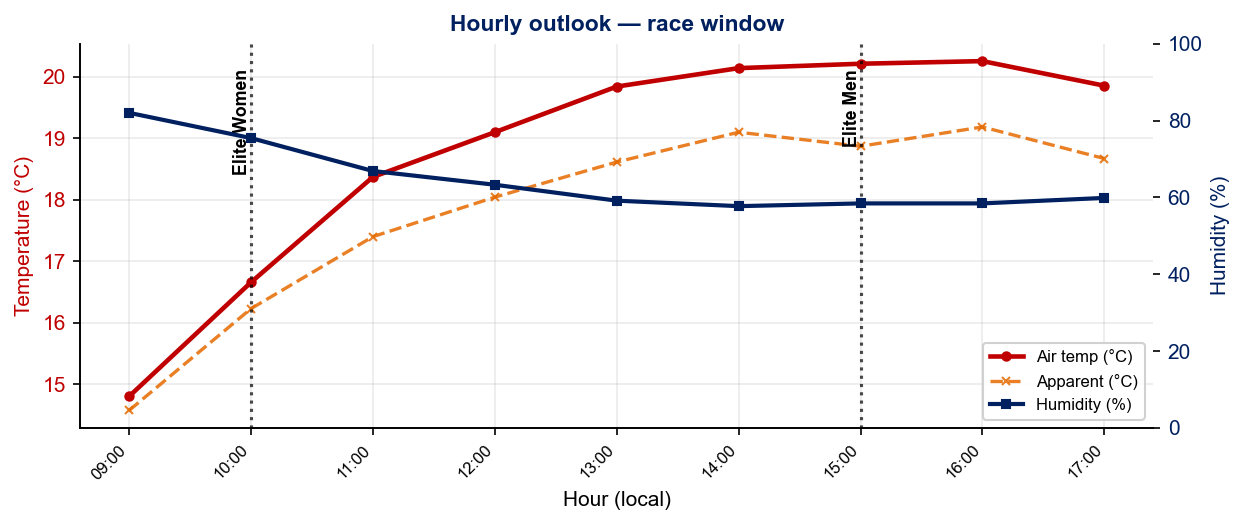 Hourly outlook — race window
Temperature (°C)
20
19
18
17
16
15
Elite Women
Elite Men
100
80
60
40
20
0
Humidity (%)
Air temp (°C)
Apparent (°C)
Humidity (%)
09:00 10:00 11:00 12:00 13:00 14:00 15:00 16:00 17:00
Hour (local)